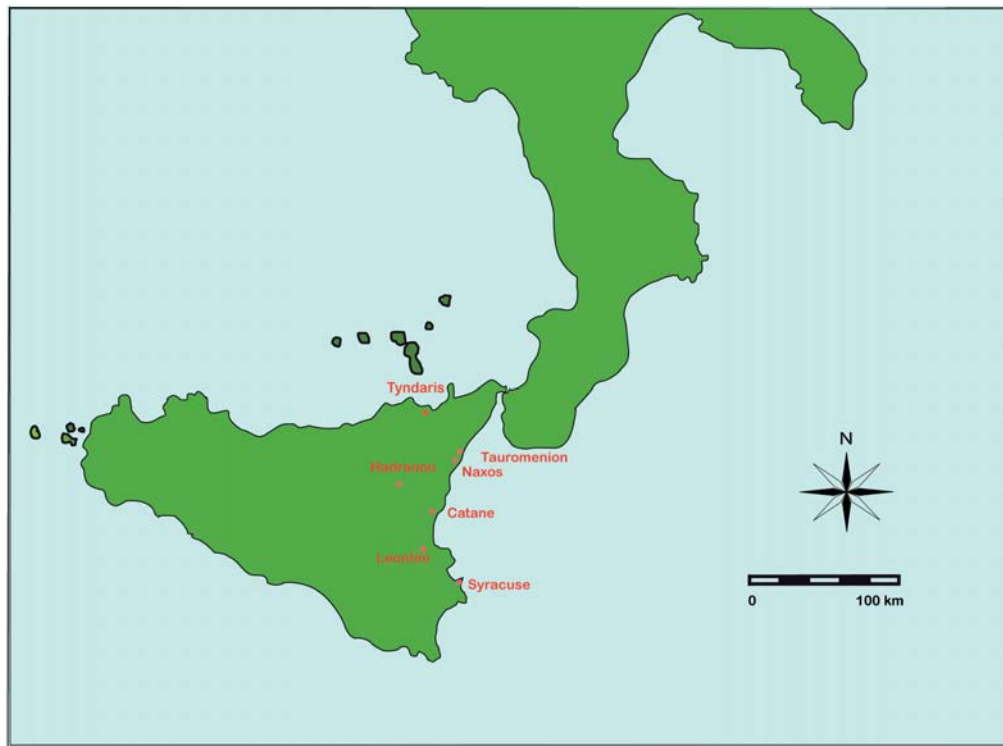 Tyndaris
Tauromenion
Hadranon
Naxos
Catane
Leontini
Syracuse
N
0 100 km